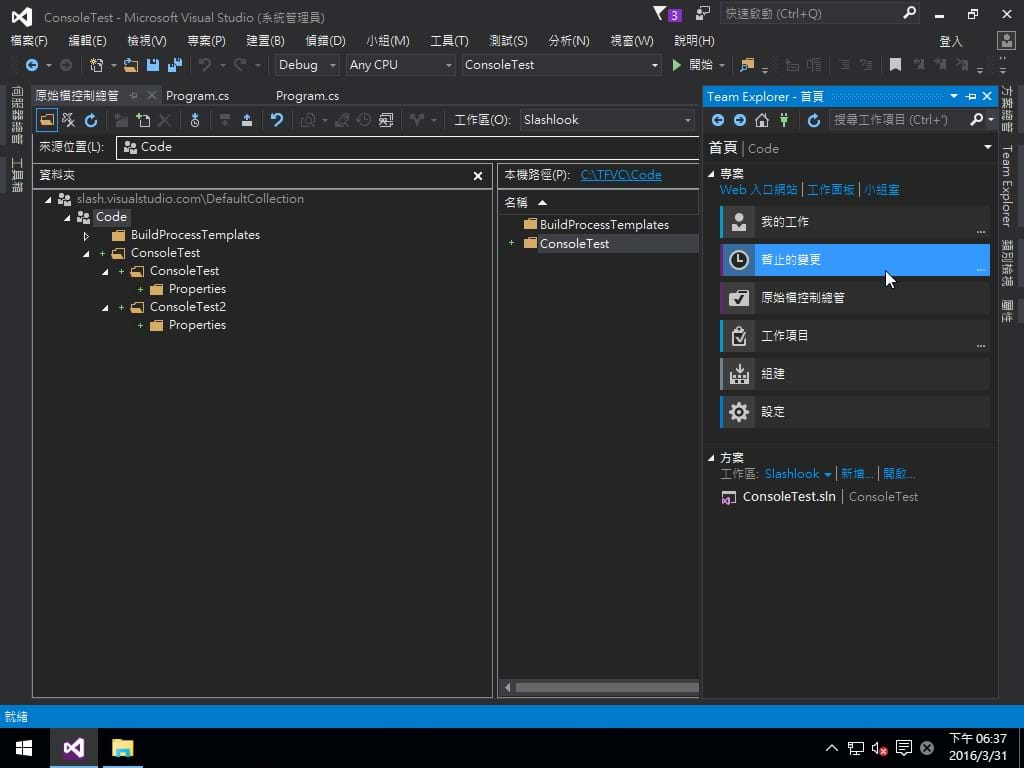 ConsoleTest - Microsoft Visual Studio (系統管理員)
3
快速啟動 (Ctrl+Q)
檔案(F) 編輯(E) 檢視(V) 專案(P) 建置(B) 偵錯(D) 小組(M) 工具(T) 測試(S) 分析(N) 視窗(W) 說明(H)
登入
Debug Any CPU ConsoleTest 開始
伺服器總管
工具箱
原始檔控制總管 Program.cs Program.cs
工作區(O): Slashlook
來源位置(L): Code
資料夾
slash.visualstudio.com\DefaultCollection
Code
BuildProcessTemplates
ConsoleTest
ConsoleTest
Properties
ConsoleTest2
Properties
本機路徑(P): C:\TFVC\Code
名稱
BuildProcessTemplates
ConsoleTest
Team Explorer - 首頁
搜尋工作項目 (Ctrl+')
首頁 | Code
專案
Web 入口網站 | 工作面板 | 小組室
我的工作
...
暫止的變更
...
原始檔控制總管
工作項目
...
組建
設定
方案
工作區: Slashlook | 新增... | 開啟...
ConsoleTest.sln | ConsoleTest
方案總管
Team Explorer
類別檢視
屬性
就緒
下午 06:37
2016/3/31